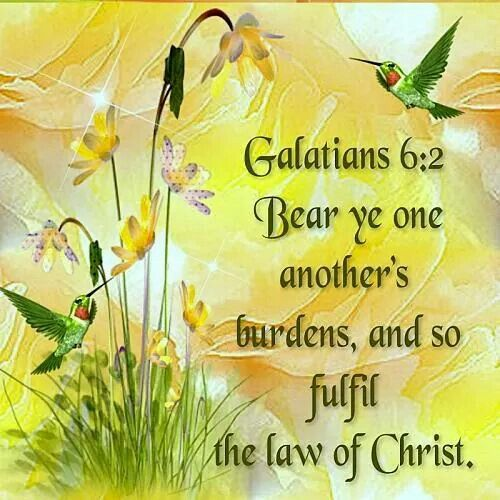 Galatians 6:2
Bear ye one
another's
burdens, and so
fulfil
the law of Christ.